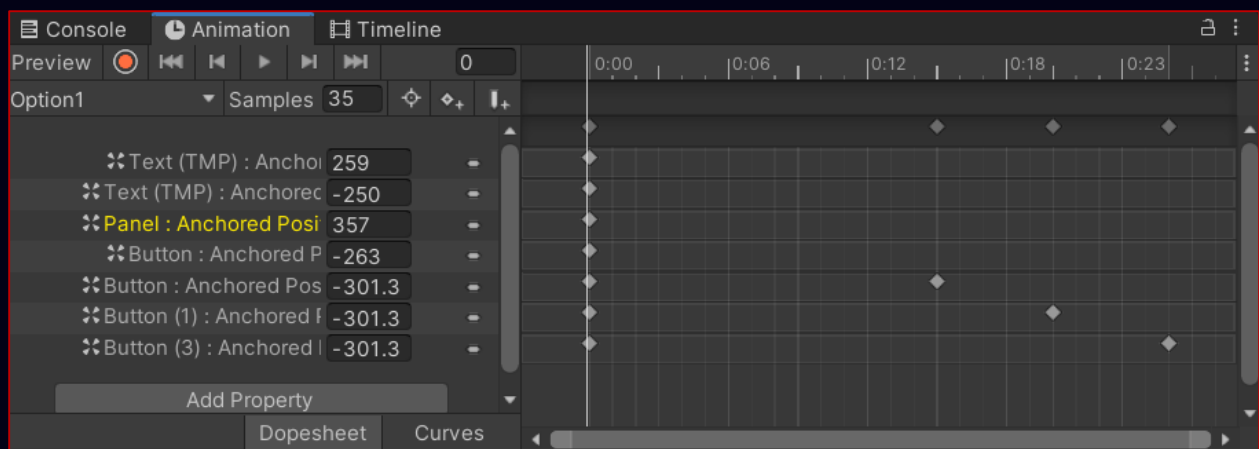 Console Animation Timeline
Preview 0 0:00 0:06 0:12 0:18 0:23
Option1 Samples 35
Text (TMP) : Anchor 259
Text (TMP) : Anchored -250
Panel : Anchored Posi 357
Button : Anchored P -263
Button : Anchored Pos -301.3
Button (1) : Anchored F -301.3
Button (3) : Anchored -301.3
Add Property
Dopesheet Curves